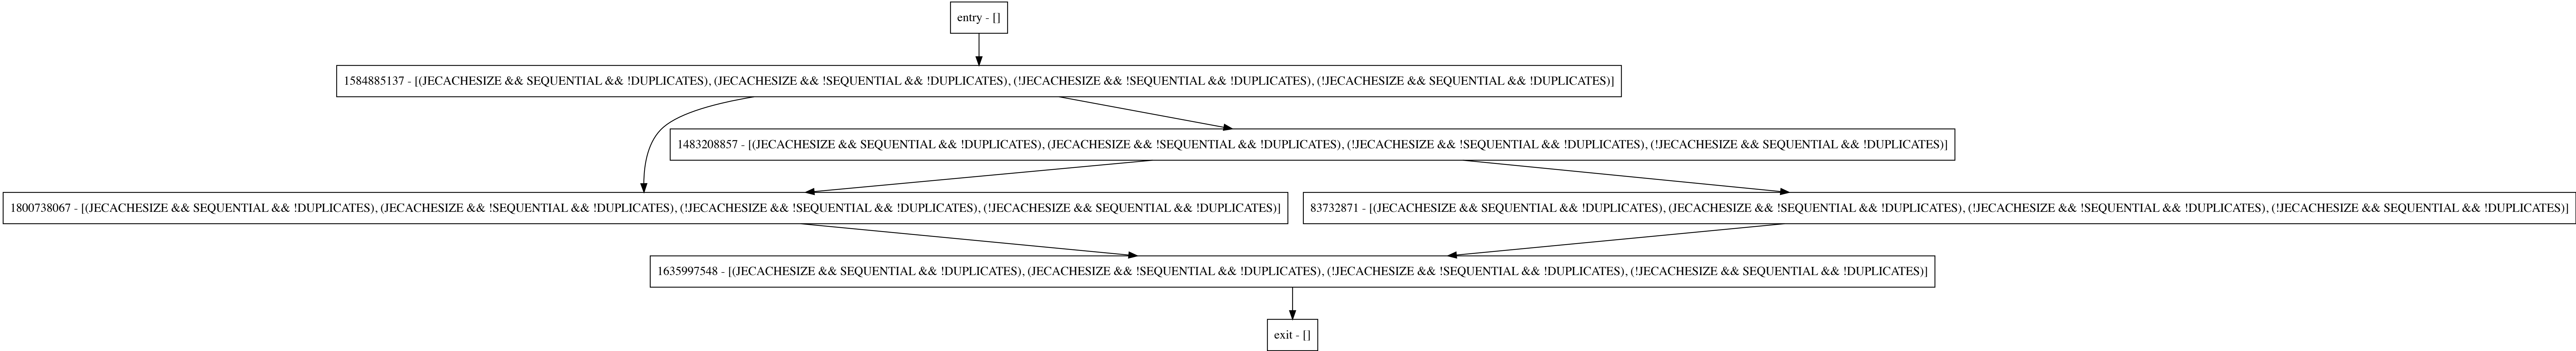 entry - []
1584885137 - [(JECACHESIZE && SEQUENTIAL && !DUPLICATES), (JECACHESIZE && !SEQUENTIAL && !DUPLICATES), (!JECACHESIZE && !SEQUENTIAL && !DUPLICATES), (!JECACHESIZE && SEQUENTIAL && !DUPLICATES)]
1483208857 - [(JECACHESIZE && SEQUENTIAL && !DUPLICATES), (JECACHESIZE && !SEQUENTIAL && !DUPLICATES), (!JECACHESIZE && !SEQUENTIAL && !DUPLICATES), (!JECACHESIZE && SEQUENTIAL && !DUPLICATES)]
1800738067 - [(JECACHESIZE && SEQUENTIAL && !DUPLICATES), (JECACHESIZE && !SEQUENTIAL && !DUPLICATES), (!JECACHESIZE && !SEQUENTIAL && !DUPLICATES), (!JECACHESIZE && SEQUENTIAL && !DUPLICATES)]
83732871 - [(JECACHESIZE && SEQUENTIAL && !DUPLICATES), (JECACHESIZE && !SEQUENTIAL && !DUPLICATES), (!JECACHESIZE && !SEQUENTIAL && !DUPLICATES), (!JECACHESIZE && SEQUENTIAL && !DUPLICATES)]
1635997548 - [(JECACHESIZE && SEQUENTIAL && !DUPLICATES), (JECACHESIZE && !SEQUENTIAL && !DUPLICATES), (!JECACHESIZE && !SEQUENTIAL && !DUPLICATES), (!JECACHESIZE && SEQUENTIAL && !DUPLICATES)]
exit - []